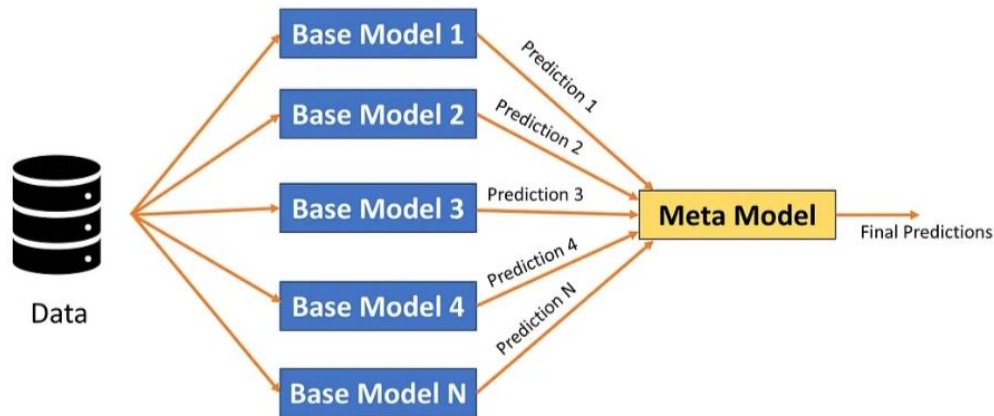 Data
Base Model 1
Base Model 2
Base Model 3
Base Model 4
Base Model N
Prediction 1
Prediction 2
Prediction 3
Prediction 4
Prediction N
Meta Model
Final Predictions